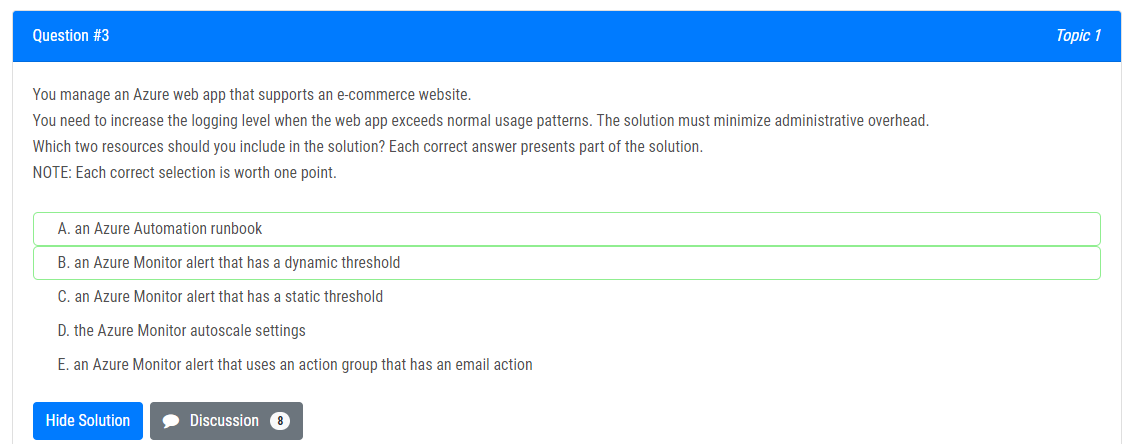 Question #3
Topic 1
You manage an Azure web app that supports an e-commerce website.
You need to increase the logging level when the web app exceeds normal usage patterns. The solution must minimize administrative overhead.
Which two resources should you include in the solution? Each correct answer presents part of the solution.
NOTE: Each correct selection is worth one point.
A. an Azure Automation runbook
B. an Azure Monitor alert that has a dynamic threshold
C. an Azure Monitor alert that has a static threshold
D. the Azure Monitor autoscale settings
E. an Azure Monitor alert that uses an action group that has an email action
Hide Solution
Discussion 8